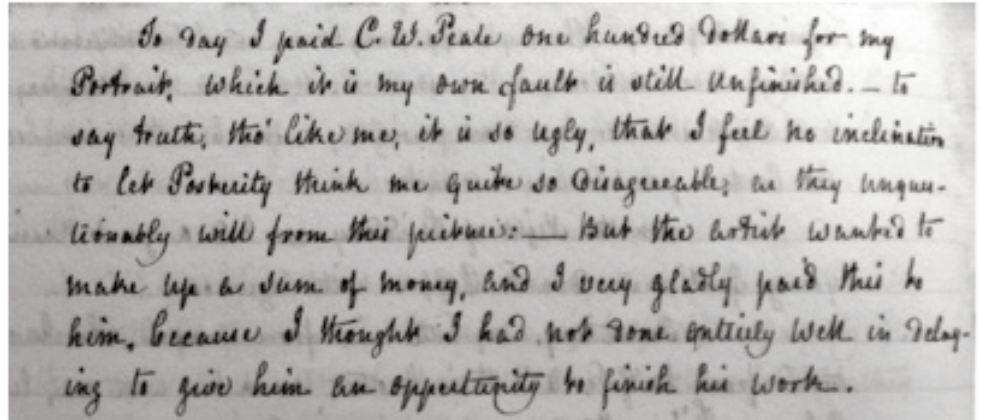 To day I paid C. W. Peale one hundred dollars for my
Portrait, which it is my own fault is still unfinished. — to
say truth, tho' like me, it is so ugly, that I feel no inclination
to let Posterity think me quite so disagreeable, as they unques-
tionably will from this picture: — But the artist wanted to
make up a sum of money, and I very gladly paid this to
him, because I thought I had not done entirely well in delay-
ing to give him an opportunity to finish his work.